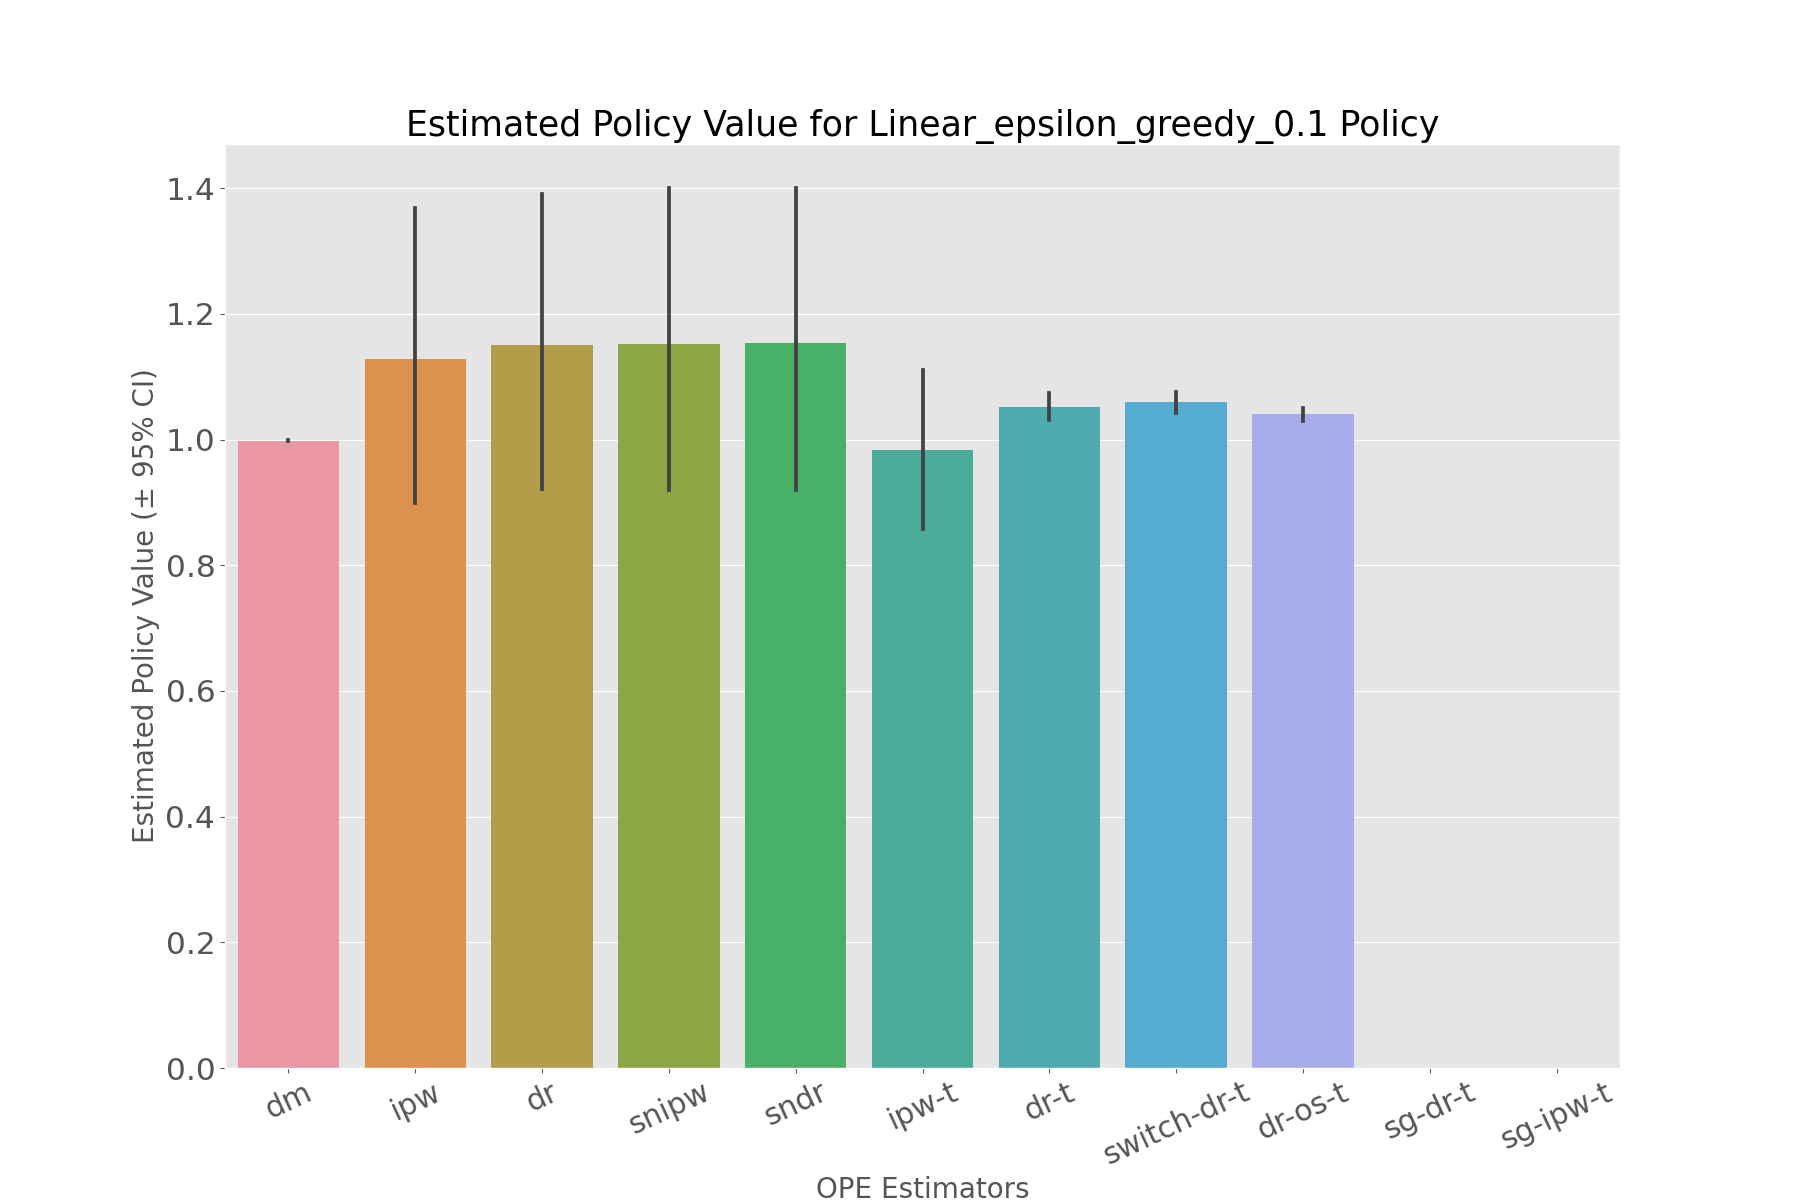 Estimated Policy Value for Linear_epsilon_greedy_0.1 Policy
Estimated Policy Value (± 95% CI)
1.4
1.2
1.0
0.8
0.6
0.4
0.2
0.0
dm
ipw
dr
snipw
sndr
ipw-t
dr-t
switch-dr-t
dr-os-t
sg-dr-t
sg-ipw-t
OPE Estimators